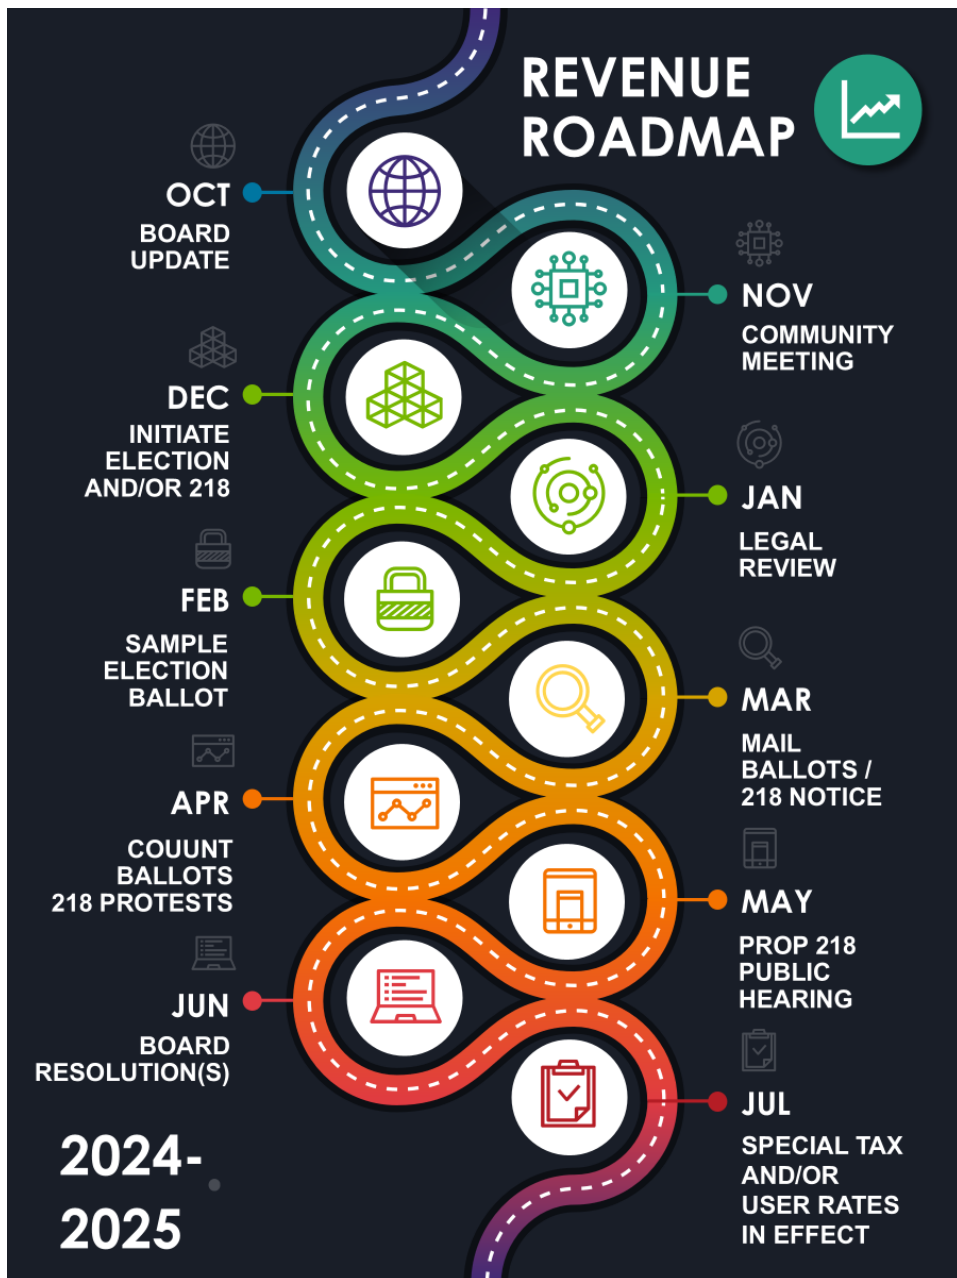 REVENUE
ROADMAP
OCT
BOARD
UPDATE
NOV
COMMUNITY
MEETING
DEC
INITIATE
ELECTION
AND/OR 218
JAN
LEGAL
REVIEW
FEB
SAMPLE
ELECTION
BALLOT
MAR
MAIL
BALLOTS /
218 NOTICE
APR
COUUNT
BALLOTS
218 PROTESTS
MAY
PROP 218
PUBLIC
HEARING
JUN
BOARD
RESOLUTION(S)
JUL
SPECIAL TAX
AND/OR
USER RATES
IN EFFECT
2024-
2025